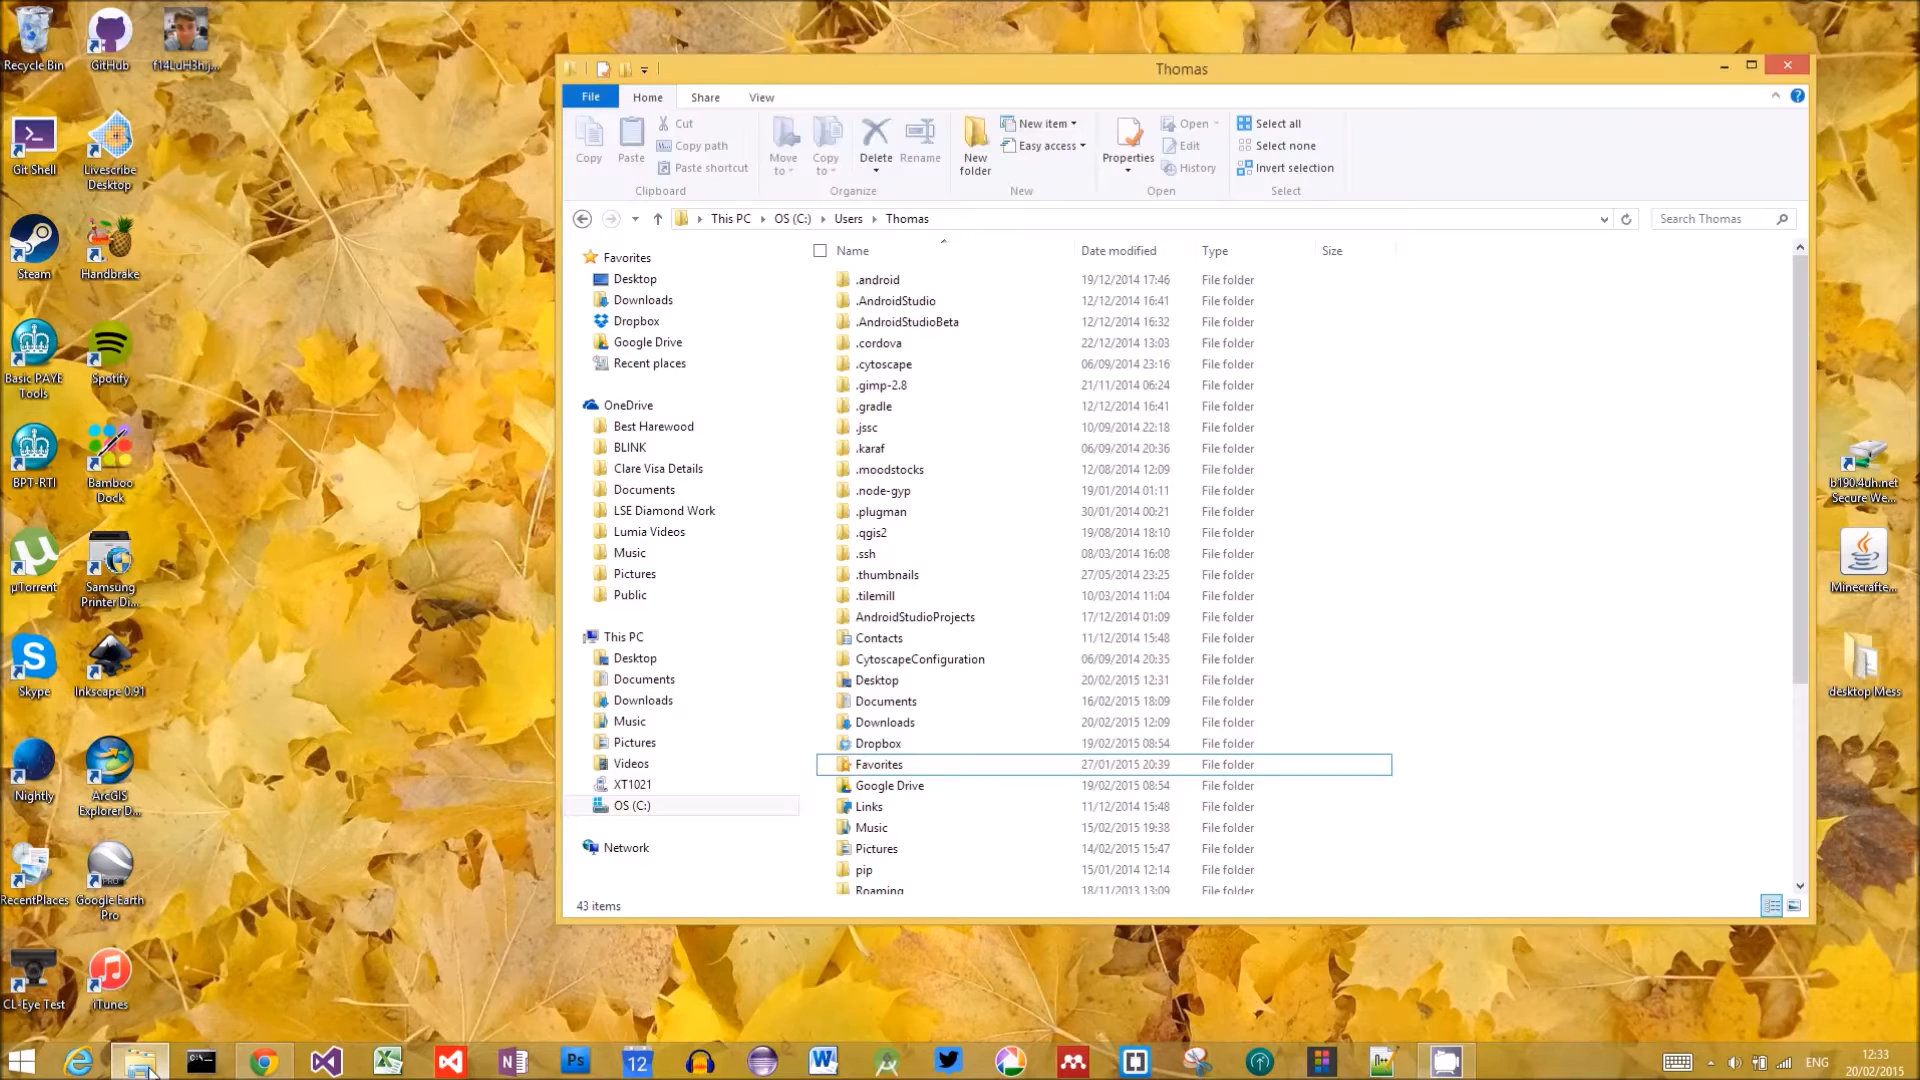 Recycle Bin
GitHub
f14LuH3h.j...
Git Shell
Livescribe
Desktop
Steam
Handbrake
Basic PAYE
Tools
Spotify
BPT-RTI
Bamboo
Dock
µTorrent
Samsung
Printer Di...
Skype
Inkscape 0.91
Nightly
ArcGIS
Explorer D...
RecentPlaces
Google Earth
Pro
CL-Eye Test
iTunes
Thomas
File
Home
Share
View
Copy
Paste
Cut
Copy path
Paste shortcut
Clipboard
Move
to
Copy
to
Delete
Rename
Organize
New
folder
New item
Easy access
New
Properties
Open
Edit
History
Open
Select all
Select none
Invert selection
Select
This PC
OS (C:)
Users
Thomas
Search Thomas
Favorites
Desktop
Downloads
Dropbox
Google Drive
Recent places
OneDrive
Best Harewood
BLINK
Clare Visa Details
Documents
LSE Diamond Work
Lumia Videos
Music
Pictures
Public
This PC
Desktop
Documents
Downloads
Music
Pictures
Videos
XT1021
OS (C:)
Network
Name Date modified Type Size
.android 19/12/2014 17:46 File folder
.AndroidStudio 12/12/2014 16:41 File folder
.AndroidStudioBeta 12/12/2014 16:32 File folder
.cordova 22/12/2014 13:03 File folder
.cytoscape 06/09/2014 23:16 File folder
.gimp-2.8 21/11/2014 06:24 File folder
.gradle 12/12/2014 16:41 File folder
.jssc 10/09/2014 22:18 File folder
.karaf 06/09/2014 20:36 File folder
.moodstocks 12/08/2014 12:09 File folder
.node-gyp 19/01/2014 01:11 File folder
.plugman 30/01/2014 00:21 File folder
.qgis2 19/08/2014 18:10 File folder
.ssh 08/03/2014 16:08 File folder
.thumbnails 27/05/2014 23:25 File folder
.tilemill 10/03/2014 11:04 File folder
AndroidStudioProjects 17/12/2014 01:09 File folder
Contacts 11/12/2014 15:48 File folder
CytoscapeConfiguration 06/09/2014 20:35 File folder
Desktop 20/02/2015 12:31 File folder
Documents 16/02/2015 18:09 File folder
Downloads 20/02/2015 12:09 File folder
Dropbox 19/02/2015 08:54 File folder
Favorites 27/01/2015 20:39 File folder
Google Drive 19/02/2015 08:54 File folder
Links 11/12/2014 15:48 File folder
Music 15/02/2015 19:38 File folder
Pictures 14/02/2015 15:47 File folder
pip 15/01/2014 12:14 File folder
Roaming 18/11/2013 13:09 File folder
43 items
b190.4uh.net
Secure We...
Minecrafte...
desktop Mess
Ps
12
ENG
12:33
20/02/2015